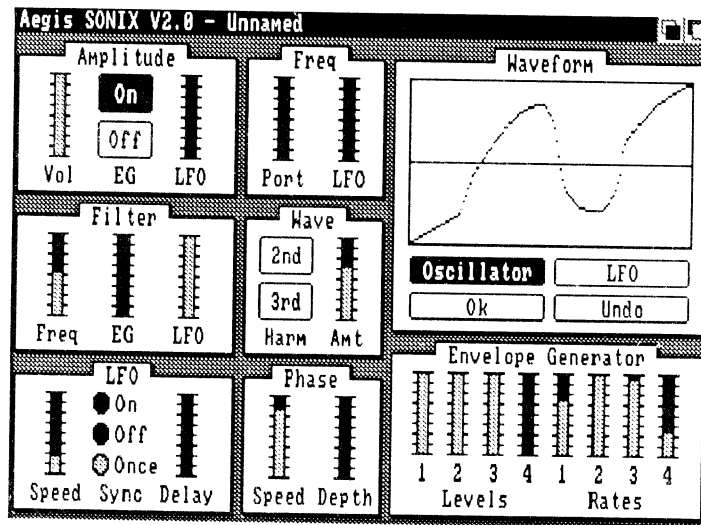 Aegis SONIX V2.0 - Unnamed
Amplitude
On
Off
Vol EG LFO
Freq
Port LFO
Waveform
Oscillator LFO
Ok Undo
Filter
Freq EG LFO
Wave
2nd
3rd
Harm Amt
LFO
On
Off
Once
Speed Sync Delay
Phase
Speed Depth
Envelope Generator
1 2 3 4 1 2 3 4
Levels Rates